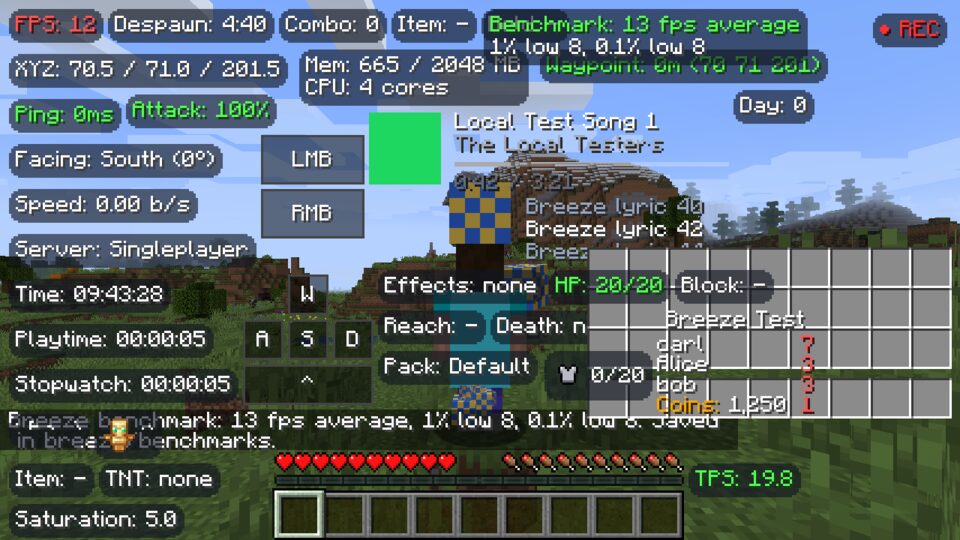 FPS: 12
Despawn: 4:40
Combo: 0
Item: -
Benchmark: 13 fps average
1% low 8, 0.1% low 8
REC
XYZ: 70.5 / 71.0 / 201.5
Mem: 665 / 2048 MB
CPU: 4 cores
Waypoint: 0m (70 71 201)
Ping: 0ms
Attack: 100%
Day: 0
Local Test Song 1
The Local Testers
0:42
3:21
Facing: South (0°)
LMB
RMB
Speed: 0.00 b/s
Breeze lyric 40
Breeze lyric 42
Breeze
Server: Singleplayer
Time: 09:43:28
W
Effects: none
HP: 20/20
Block: -
Playtime: 00:00:05
A
S
D
Reach: -
Death: n
Breeze Test
darl 7
Alice 3
bob 3
Coins: 1,250 1
Stopwatch: 00:00:05
^
Pack: Default
0/20
Breeze benchmark: 13 fps average, 1% low 8, 0.1% low 8. Saved
in breeze benchmarks.
Item: -
TNT: none
TPS: 19.8
Saturation: 5.0